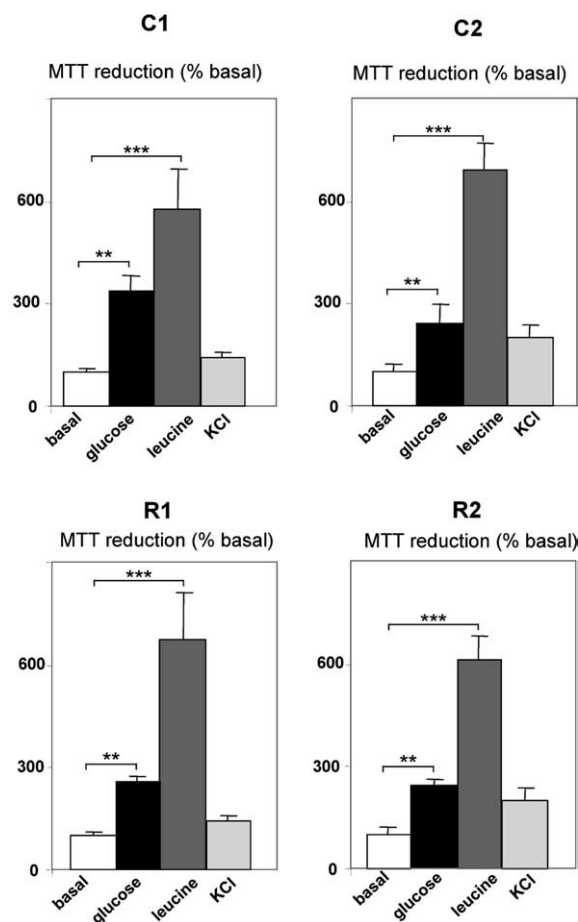 C1
MTT reduction (% basal)
***
600
**
300
0
basal
glucose
leucine
KCl
C2
MTT reduction (% basal)
***
600
**
300
0
basal
glucose
leucine
KCl
R1
MTT reduction (% basal)
***
600
**
300
0
basal
glucose
leucine
KCl
R2
MTT reduction (% basal)
***
600
**
300
0
basal
glucose
leucine
KCl